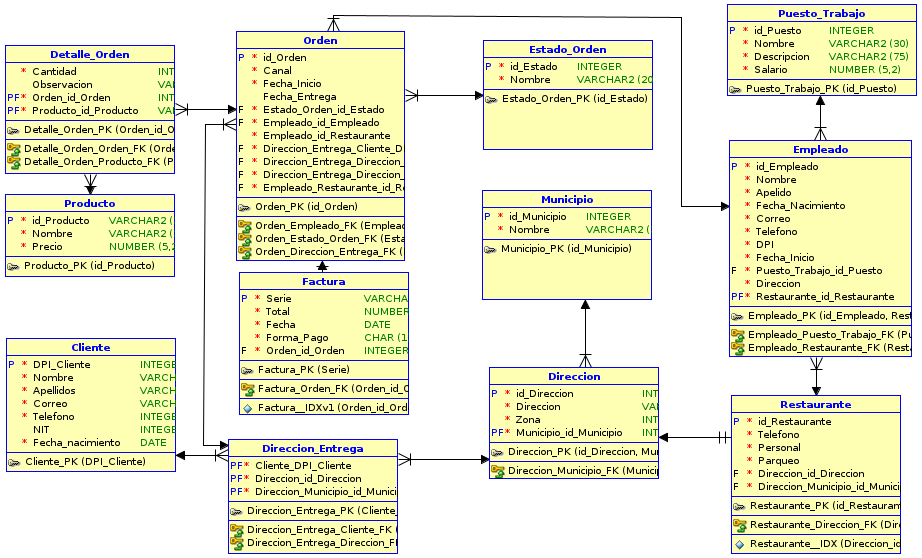 Detalle_Orden
* Cantidad INT
Observacion VA
PF* Orden_id_Orden INT
PF* Producto_id_Producto VA
Detalle_Orden_PK (Orden_id_O
Detalle_Orden_Orden_FK (Orde
Detalle_Orden_Producto_FK (P
Producto
P * id_Producto VARCHAR2 (
* Nombre VARCHAR2 (
* Precio NUMBER (5,2
Producto_PK (id_Producto)
Cliente
P * DPI_Cliente INTEGE
* Nombre VARCH
* Apellidos VARCH
* Correo VARCH
* Telefono INTEGE
NIT INTEGE
* Fecha_nacimiento DATE
Cliente_PK (DPI_Cliente)
Orden
P * id_Orden
* Canal
* Fecha_Inicio
Fecha_Entrega
F * Estado_Orden_id_Estado
F * Empleado_id_Empleado
* Empleado_id_Restaurante
F * Direccion_Entrega_Cliente_D
F * Direccion_Entrega_Direccion_
F * Direccion_Entrega_Direccion_
F * Empleado_Restaurante_id_Re
Orden_PK (id_Orden)
Orden_Empleado_FK (Emplead
Orden_Estado_Orden_FK (Esta
Orden_Direccion_Entrega_FK (
Factura
P * Serie VARCHA
* Total NUMBER
* Fecha DATE
* Forma_Pago CHAR (1
F * Orden_id_Orden INTEGER
Factura_PK (Serie)
Factura_Orden_FK (Orden_id_O
Factura__IDXv1 (Orden_id_Ord
Direccion_Entrega
PF* Cliente_DPI_Cliente
PF* Direccion_id_Direccion
PF* Direccion_Municipio_id_Munici
Direccion_Entrega_PK (Cliente_
Direccion_Entrega_Cliente_FK (
Direccion_Entrega_Direccion_F
Estado_Orden
P * id_Estado INTEGER
* Nombre VARCHAR2 (20
Estado_Orden_PK (id_Estado)
Municipio
P * id_Municipio INTEGER
* Nombre VARCHAR2 (
Municipio_PK (id_Municipio)
Direccion
P * id_Direccion INT
* Direccion VA
* Zona INT
PF* Municipio_id_Municipio INT
Direccion_PK (id_Direccion, Mu
Direccion_Municipio_FK (Munici
Puesto_Trabajo
P * id_Puesto INTEGER
* Nombre VARCHAR2 (30)
* Descripcion VARCHAR2 (75)
* Salario NUMBER (5,2)
Puesto_Trabajo_PK (id_Puesto)
Empleado
P * id_Empleado
* Nombre
* Apelido
* Fecha_Nacimiento
* Correo
* Telefono
* DPI
* Fecha_Inicio
F * Puesto_Trabajo_id_Puesto
* Direccion
PF* Restaurante_id_Restaurante
Empleado_PK (id_Empleado, Rest
Empleado_Puesto_Trabajo_FK (Pu
Empleado_Restaurante_FK (Resta
Restaurante
P * id_Restaurante
* Telefono
* Personal
* Parqueo
F * Direccion_id_Direccion
F * Direccion_Municipio_id_Munici
Restaurante_PK (id_Restauran
Restaurante_Direccion_FK (Dire
Restaurante__IDX (Direccion_id